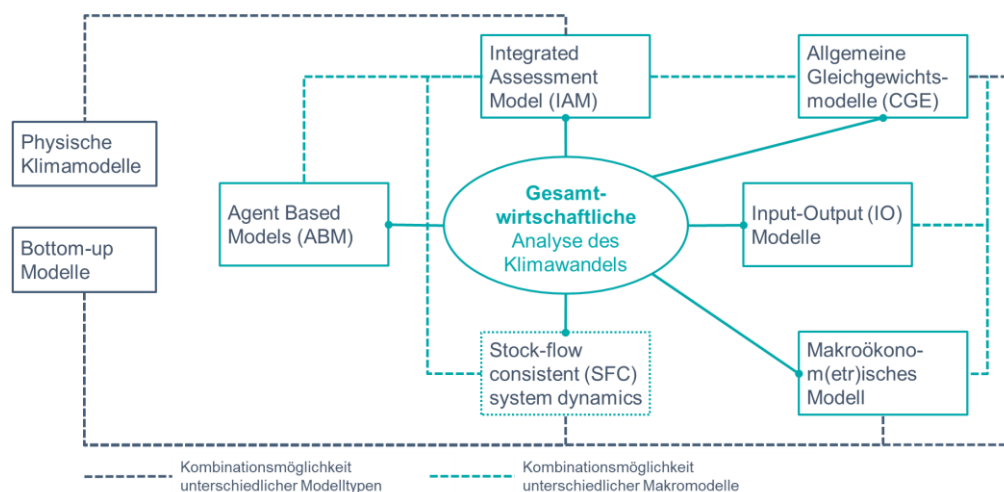 Integrated
Assessment
Model (IAM)
Allgemeine
Gleichgewichts-
modelle (CGE)
Physische
Klimamodelle
Agent Based
Models (ABM)
Gesamt-
wirtschaftliche
Analyse des
Klimawandels
Input-Output (IO)
Modelle
Bottom-up
Modelle
Stock-flow
consistent (SFC)
system dynamics
Makroökono-
m(etr)isches
Modell
Kombinationsmöglichkeit
unterschiedlicher Modelltypen
Kombinationsmöglichkeit
unterschiedlicher Makromodelle